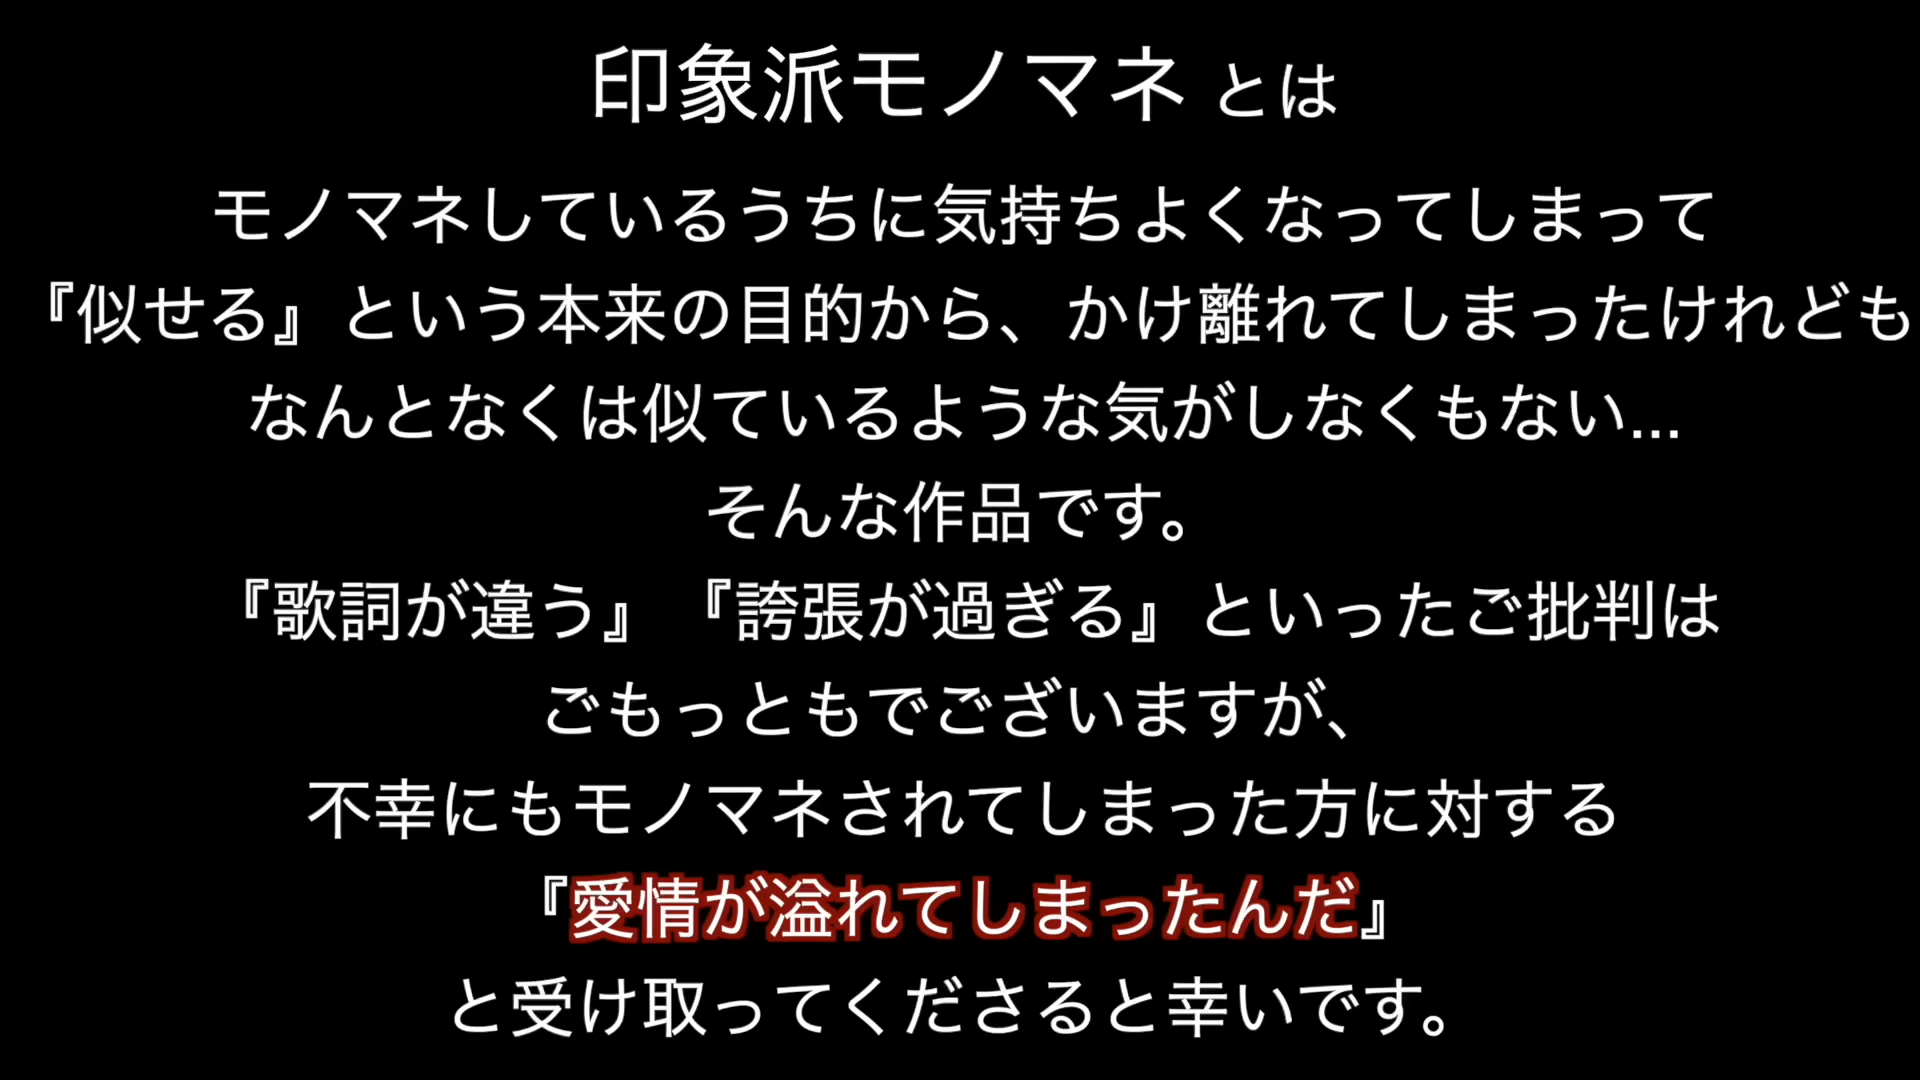 印象派モノマネ とは
モノマネしているうちに気持ちよくなってしまって
『似せる』という本来の目的から、かけ離れてしまったけれども
なんとなくは似ているような気がしなくもない...
そんな作品です。
『歌詞が違う』『誇張が過ぎる』といったご批判は
ごもっともでございますが、
不幸にもモノマネされてしまった方に対する
『愛情が溢れてしまったんだ』
と受け取ってくださると幸いです。